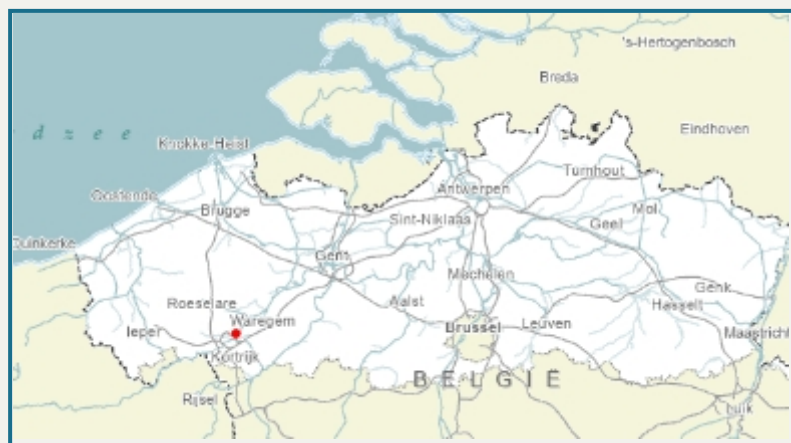 's-Hertogenbosch
Breda
dzee
Eindhoven
Knokke-Heist
Turnhout
Antwerpen
Oostende
Mol
Brugge
Sint-Niklaas
Geel
Duinkerke
Gent
Mechelen
Genk
Roeselare
Aalst
Hasselt
Waregem
Ieper
Brussel
Leuven
Maastricht
Kortrijk
BELGIË
Rijsel
Luik